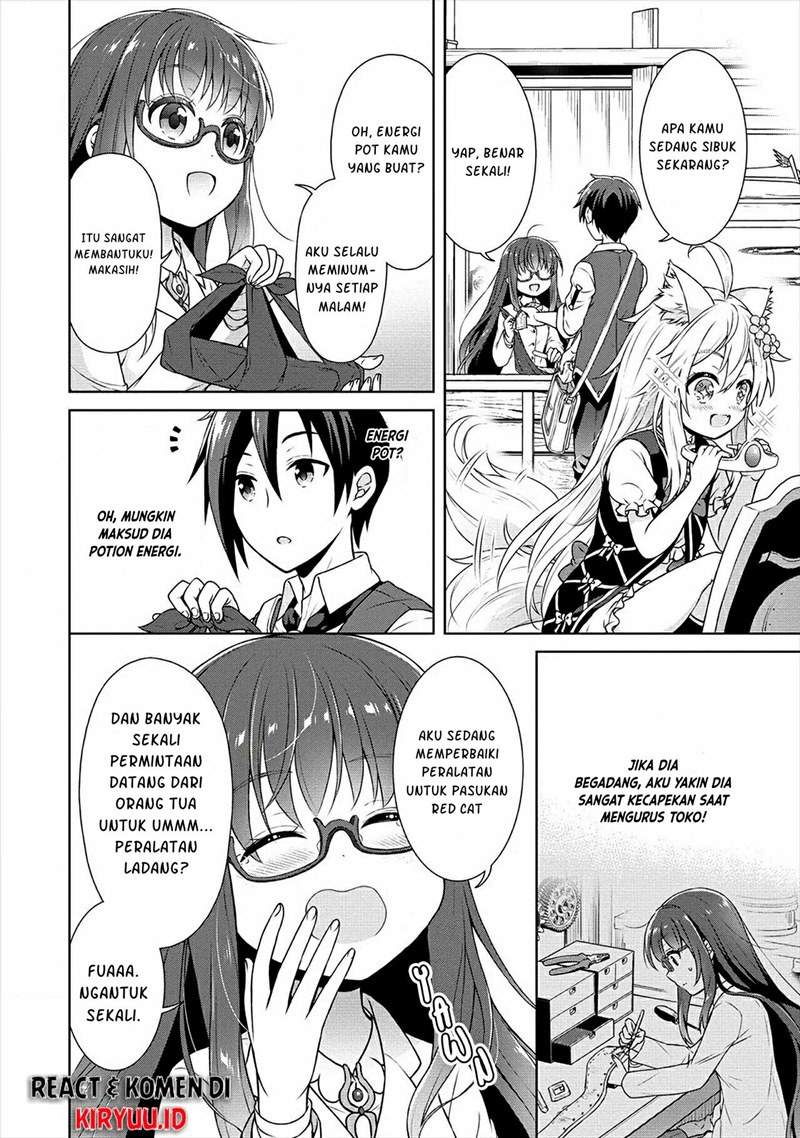 APA KAMU
SEDANG SIBUK
SEKARANG?
YAP, BENAR
SEKALI!
OH, ENERGI
POT KAMU
YANG BUAT?
AKU SELALU
MEMINUM-
NYA SETIAP
MALAM!
ITU SANGAT
MEMBANTUKU!
MAKASIH!
ENERGI
POT?
OH, MUNGKIN
MAKSUD DIA
POTION ENERGI.
JIKA DIA
BEGADANG, AKU YAKIN DIA
SANGAT KECAPEKAN SAAT
MENGURUS TOKO!
AKU SEDANG
MEMPERBAIKI
PERALATAN
UNTUK PASUKAN
RED CAT
DAN BANYAK
SEKALI
PERMINTAAN
DATANG DARI
ORANG TUA
UNTUK UMMM...
PERALATAN
LADANG?
FUAAA.
NGANTUK
SEKALI.
YAWN
REACT & KOMEN DI
KIRYUU.ID